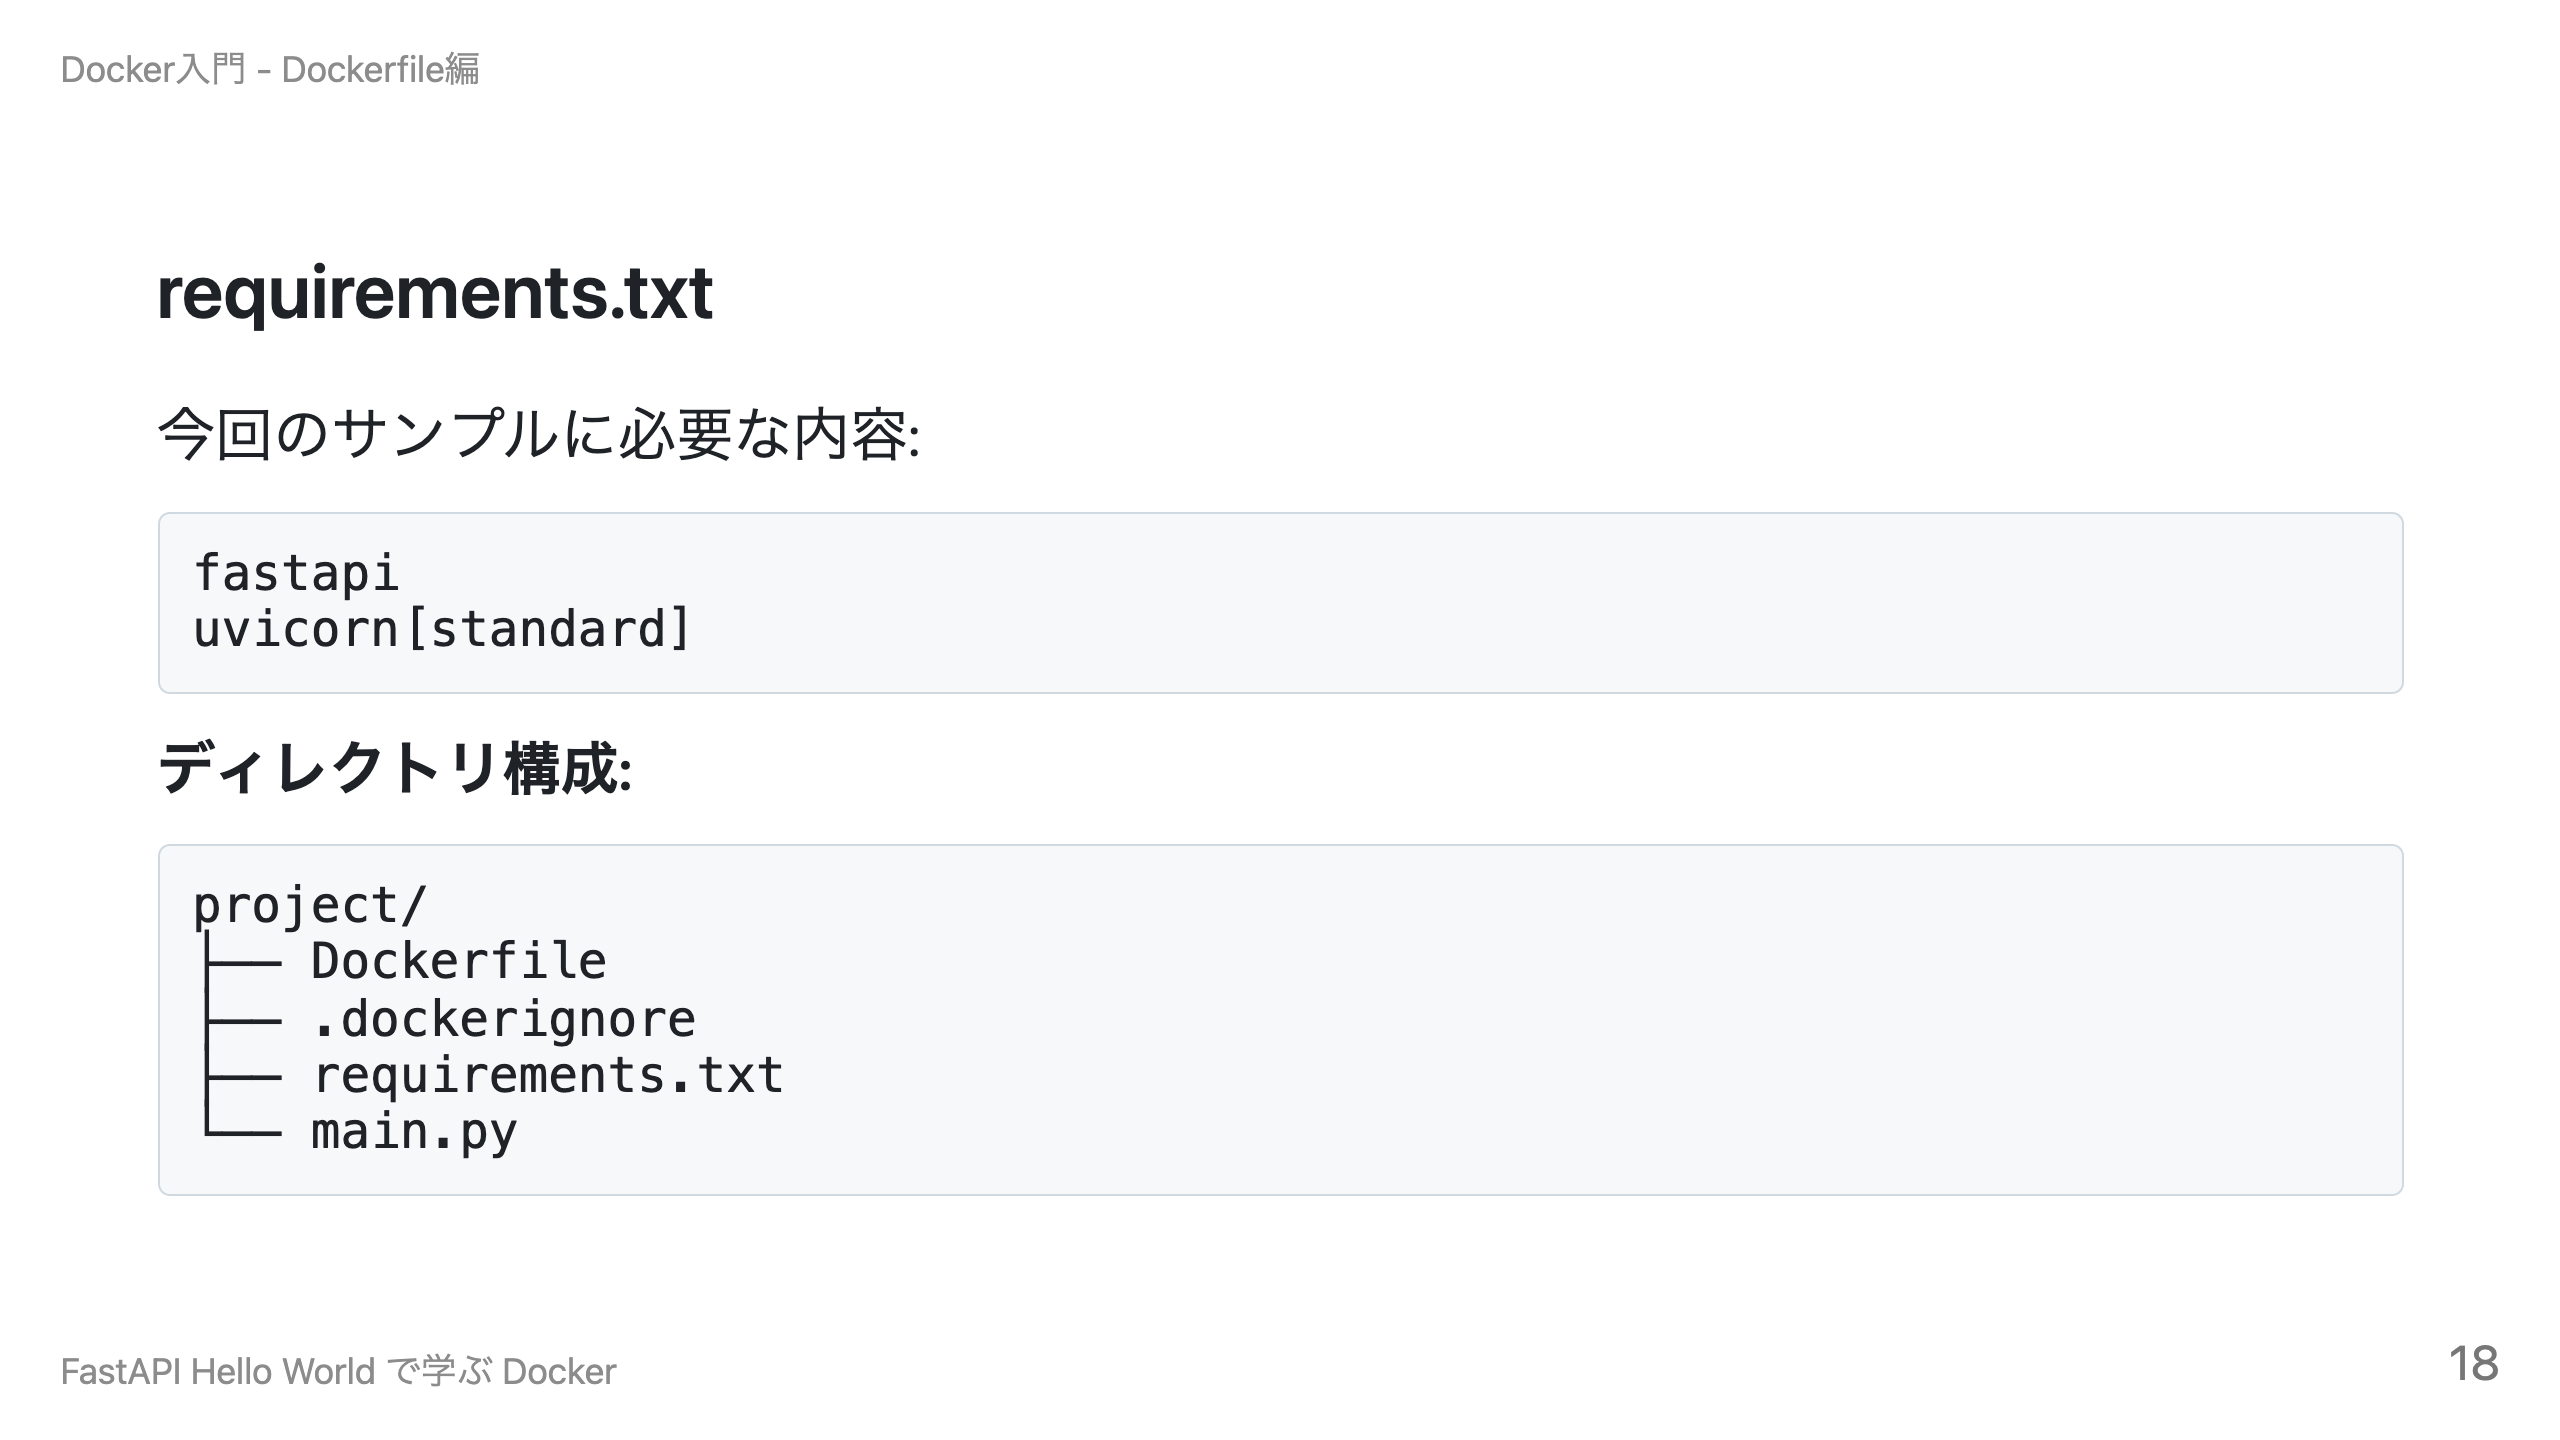 Docker入門 - Dockerfile編
requirements.txt
今回のサンプルに必要な内容:
fastapi
uvicorn[standard]
ディレクトリ構成:
project/
├── Dockerfile
├── .dockerignore
├── requirements.txt
└── main.py
FastAPI Hello World で学ぶ Docker
18